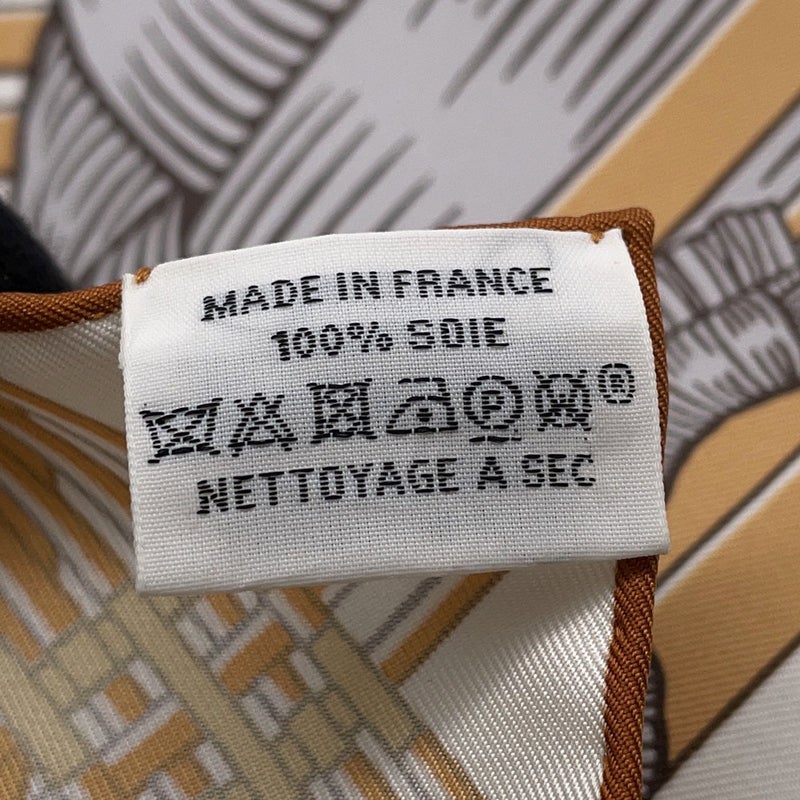 MADE IN FRANCE
100% SOIE
P ®
NETTOYAGE A SEC